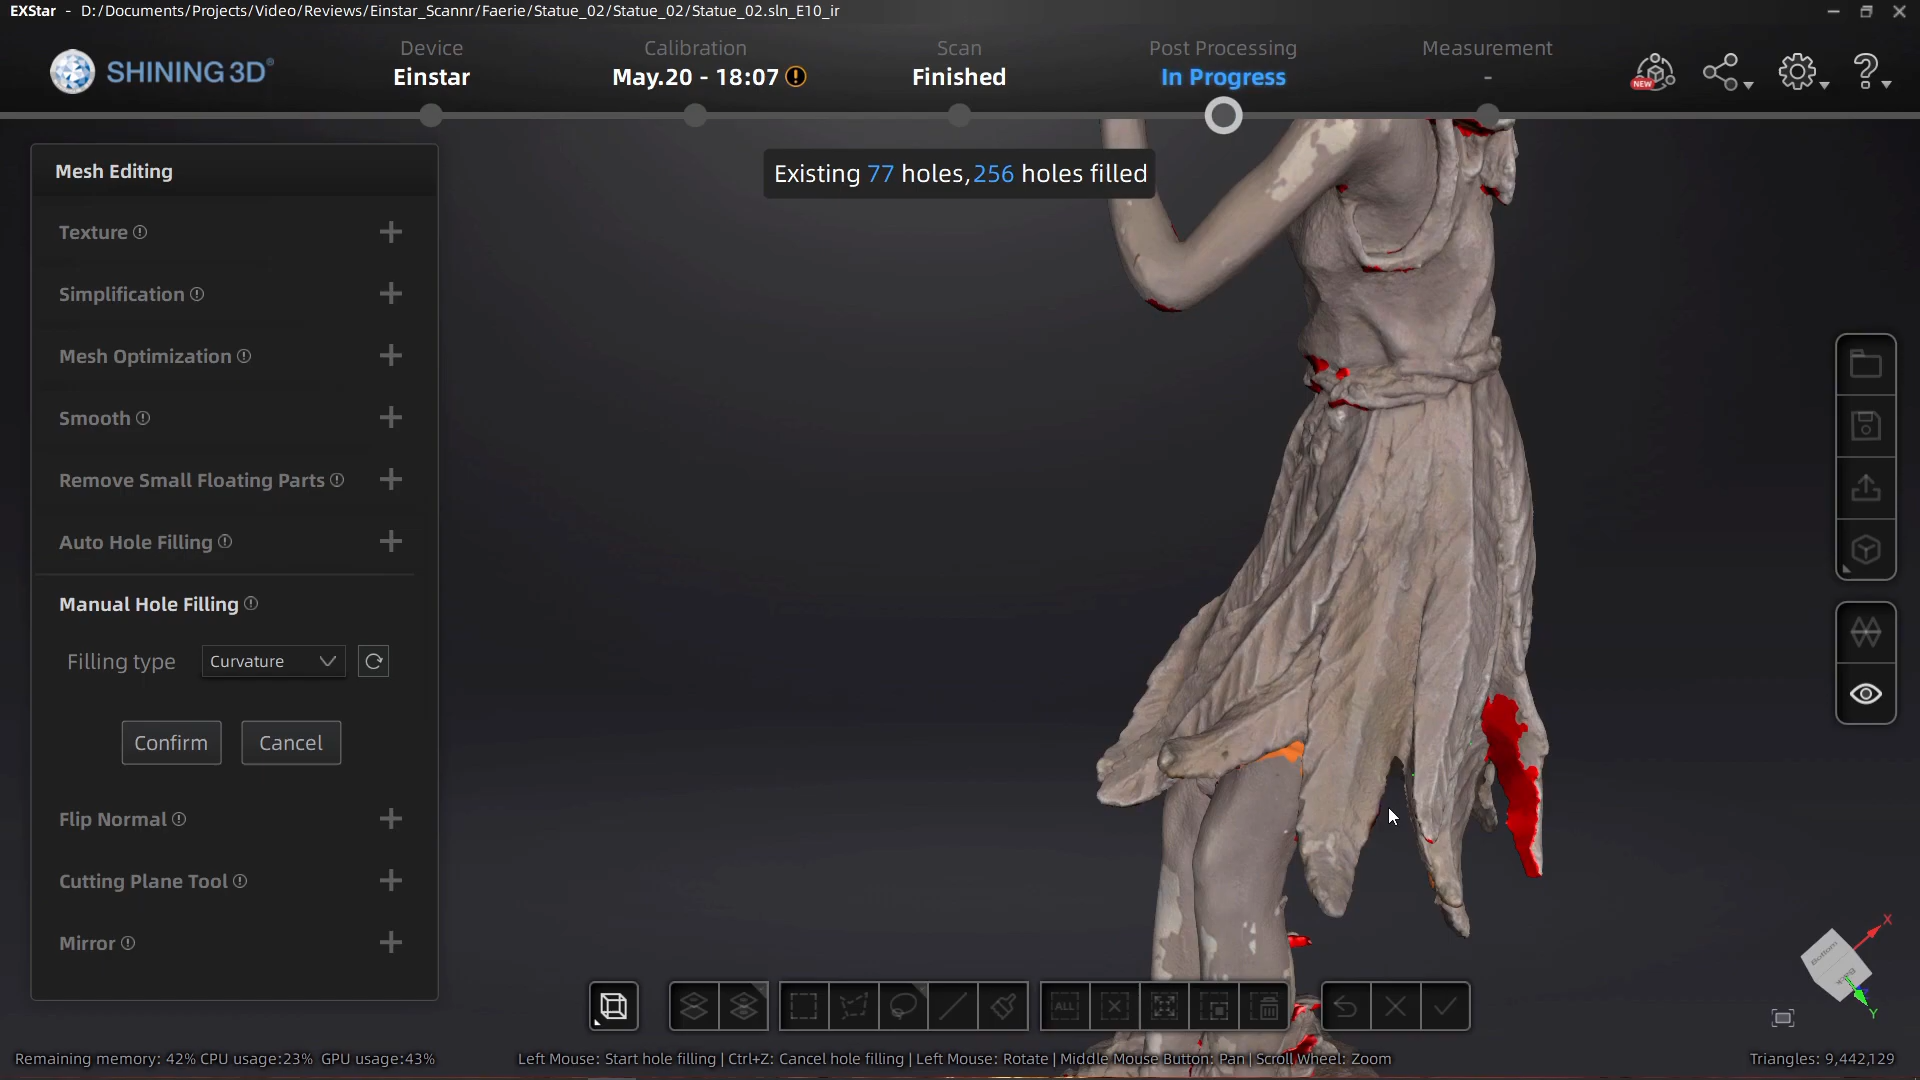 EXStar - D:/Documents/Projects/Video/Reviews/Einstar_Scannr/Faerie/Statue_02/Statue_02/Statue_02.sln_E10_ir
SHINING 3D®
Device
Einstar
Calibration
May.20 - 18:07
Scan
Finished
Post Processing
In Progress
Measurement
-
NEW
Existing 77 holes,256 holes filled
Mesh Editing
Texture
Simplification
Mesh Optimization
Smooth
Remove Small Floating Parts
Auto Hole Filling
Manual Hole Filling
Filling type
Curvature
Confirm
Cancel
Flip Normal
Cutting Plane Tool
Mirror
ALL
X
Bottom
Back
Y
Remaining memory: 42% CPU usage:23% GPU usage:43%
Left Mouse: Start hole filling | Ctrl+Z: Cancel hole filling | Left Mouse: Rotate | Middle Mouse Button: Pan | Scroll Wheel: Zoom
Triangles: 9,442,129